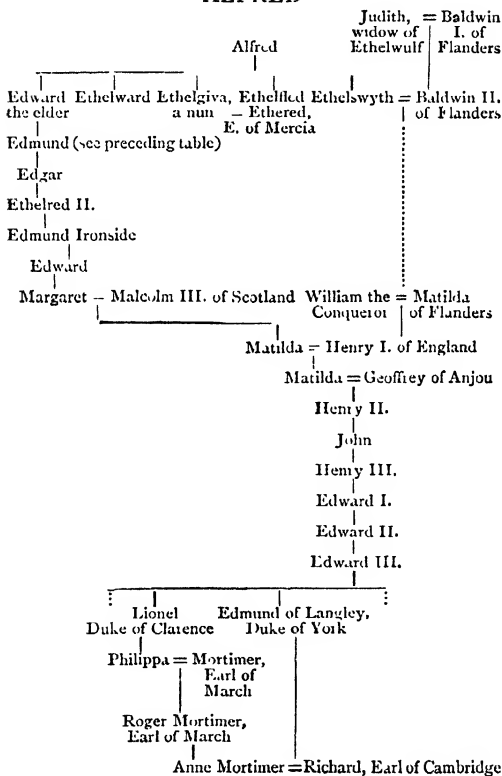 Judith, = Baldwin
widow of I. of
Alfred Ethelwulf Flanders
Edward Ethelward Ethelgiva, Ethelfled Ethelswyth = Baldwin II.
the elder a nun – Ethered, of Flanders
E. of Mercia
Edmund (see preceding table)
Edgar
Ethelred II.
Edmund Ironside
Edward
Margaret – Malcolm III. of Scotland William the = Matilda
Conqueror of Flanders
Matilda = Henry I. of England
Matilda = Geoffrey of Anjou
Henry II.
John
Henry III.
Edward I.
Edward II.
Edward III.
Lionel Edmund of Langley,
Duke of Clarence Duke of York
Philippa = Mortimer,
Earl of
March
Roger Mortimer,
Earl of March
Anne Mortimer = Richard, Earl of Cambridge